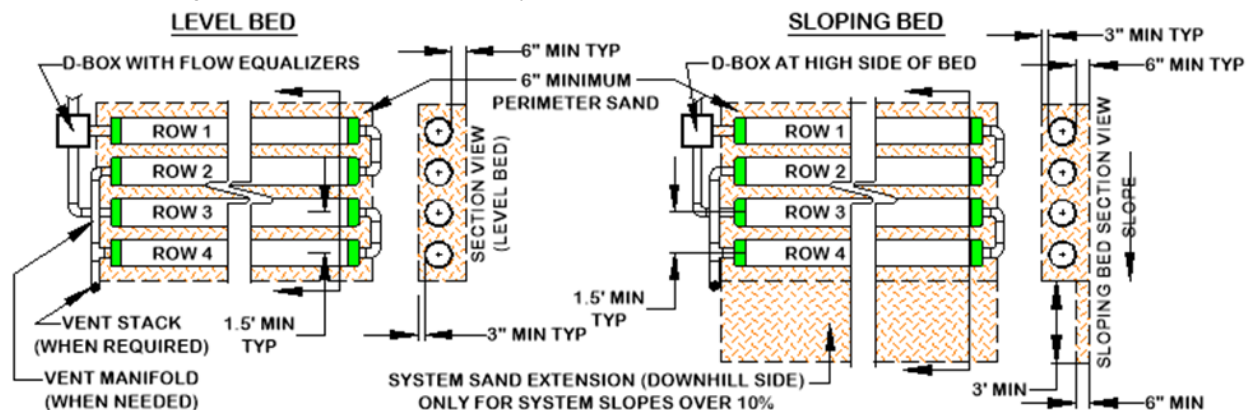 LEVEL BED
D-BOX WITH FLOW EQUALIZERS
6" MIN TYP
6" MINIMUM
PERIMETER SAND
ROW 1
ROW 2
ROW 3
ROW 4
SECTION VIEW
(LEVEL BED)
VENT STACK
(WHEN REQUIRED)
1.5' MIN
TYP
3" MIN TYP
VENT MANIFOLD
(WHEN NEEDED)
SLOPING BED
D-BOX AT HIGH SIDE OF BED
3" MIN TYP
6" MIN TYP
ROW 1
ROW 2
ROW 3
ROW 4
SLOPING BED SECTION VIEW
SLOPE
1.5' MIN
TYP
SYSTEM SAND EXTENSION (DOWNHILL SIDE)
ONLY FOR SYSTEM SLOPES OVER 10%
3' MIN
6" MIN